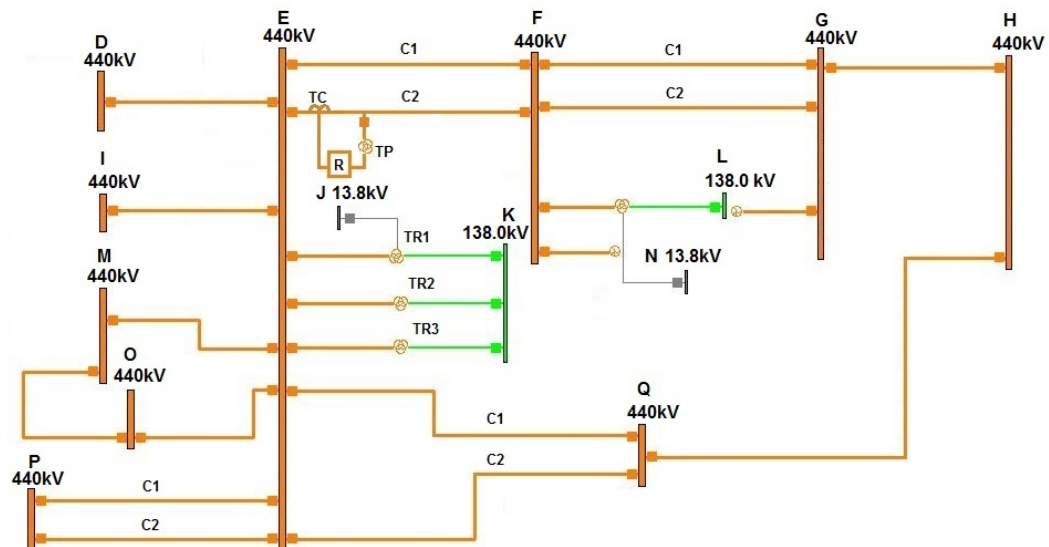 D
440kV
E
440kV
F
440kV
G
440kV
H
440kV
C1
C1
TC
C2
C2
R
TP
I
440kV
J 13.8kV
K
138.0kV
L
138.0 kV
TR1
N 13.8kV
M
440kV
TR2
TR3
O
440kV
Q
440kV
C1
C2
P
440kV
C1
C2